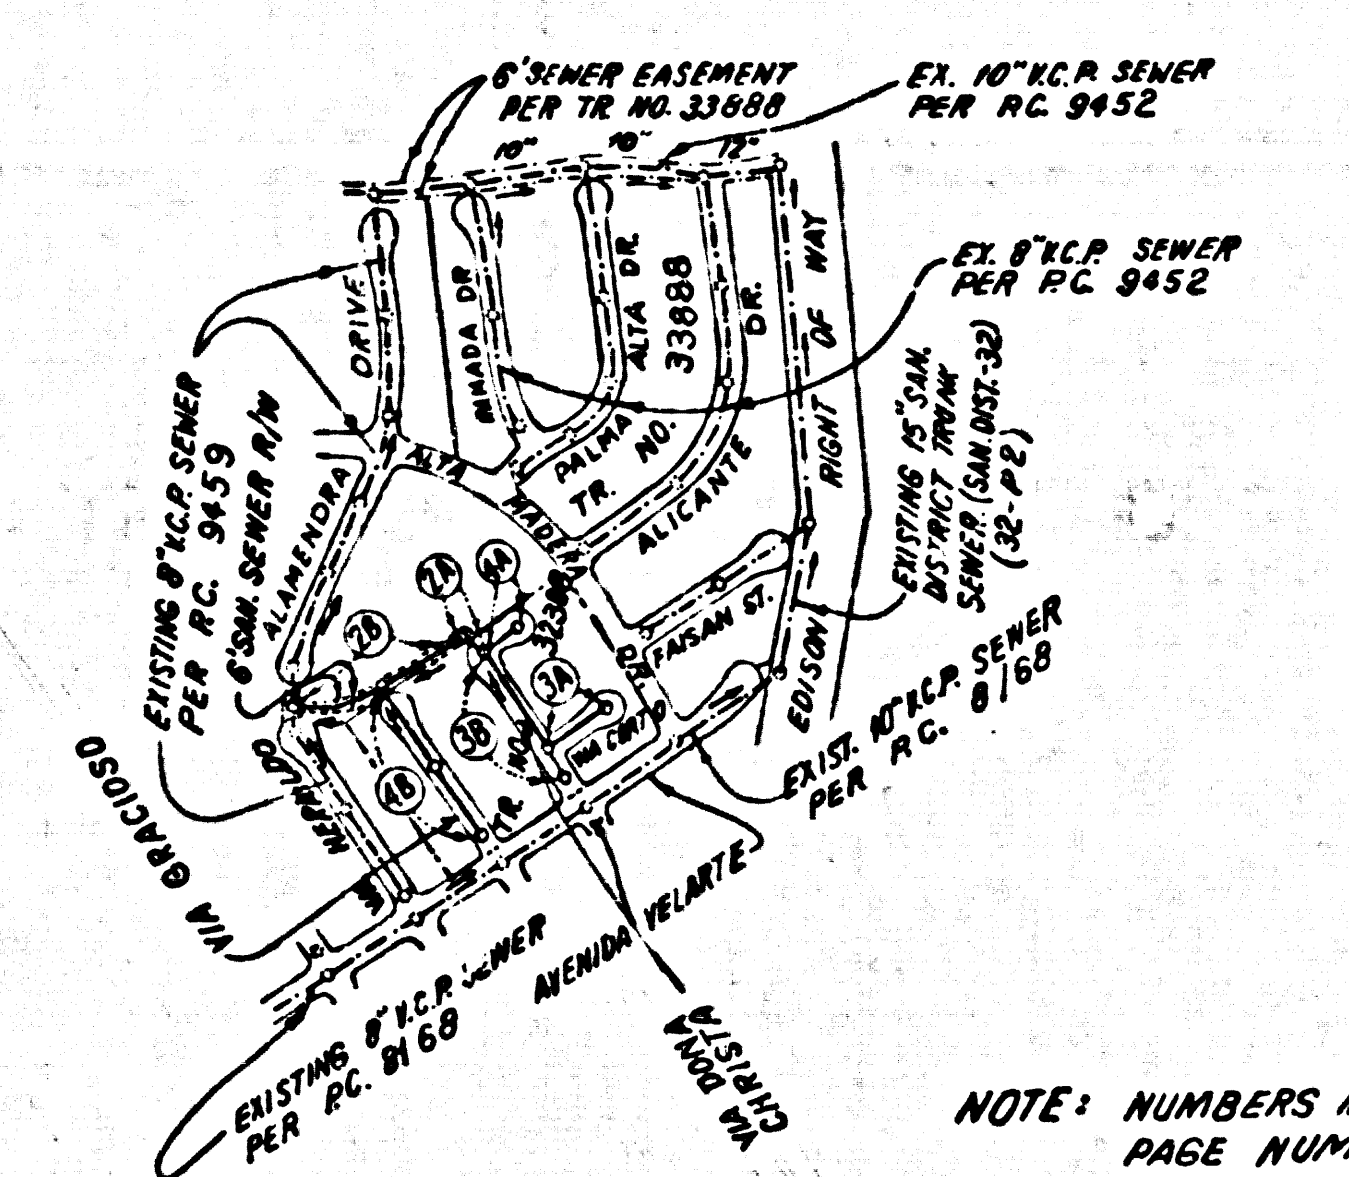 6' SEWER EASEMENT
PER TR NO. 33888
EX. 10" V.C.P. SEWER
PER P.C. 9452
10"
10"
12"
EX. 8" V.C.P. SEWER
PER P.C. 9452
DRIVE
ALAMENDRA
ALTA
MADERA
DR.
ALTA DR.
PALMA
33888
TR. NO.
DR.
ALICANTE
RIGHT OF WAY
EDISON
EXISTING 15" SAN.
DISTRICT TRUNK
SEWER. (SAN. DIST.-32)
(32-P2)
EXISTING 8" V.C.P. SEWER
PER P.C. 9459
6' SAN. SEWER R/W
2A
4A
2B
3A
3B
4B
TR. NO.
FAISAN ST.
EXIST. 10" V.C.P. SEWER
PER P.C. 8168
VIA GRACIOSO
VIA
AVENIDA VELARTE
EXISTING 8" V.C.P. SEWER
PER P.C. 8168
VIA DONA
CHRISTA
NOTE: NUMBERS
PAGE